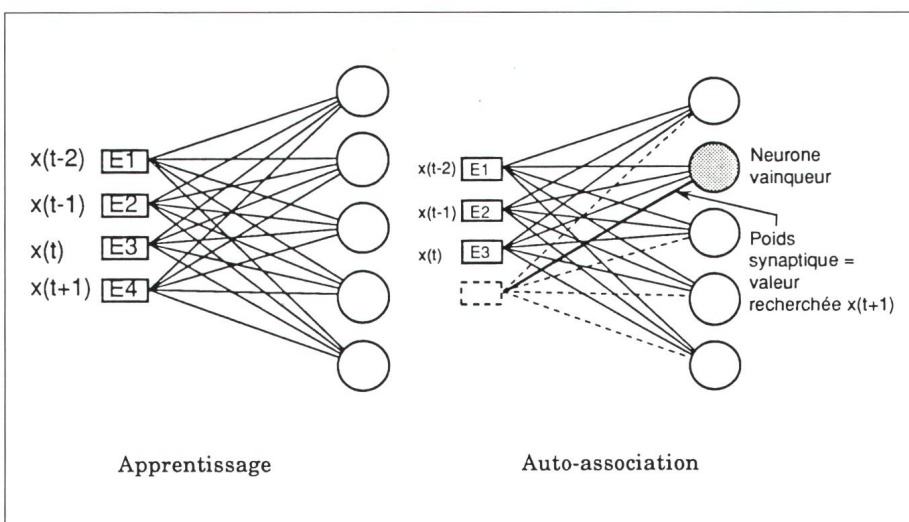 x(t-2) E1
x(t-1) E2
x(t) E3
x(t+1) E4
Apprentissage
x(t-2) E1
x(t-1) E2
x(t) E3
Neurone
vainqueur
Poids
synaptique =
valeur
recherchée x(t+1)
Auto-association